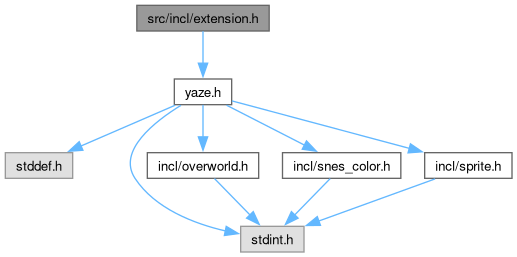 src/incl/extension.h
yaze.h
stddef.h
incl/overworld.h
incl/snes_color.h
incl/sprite.h
stdint.h